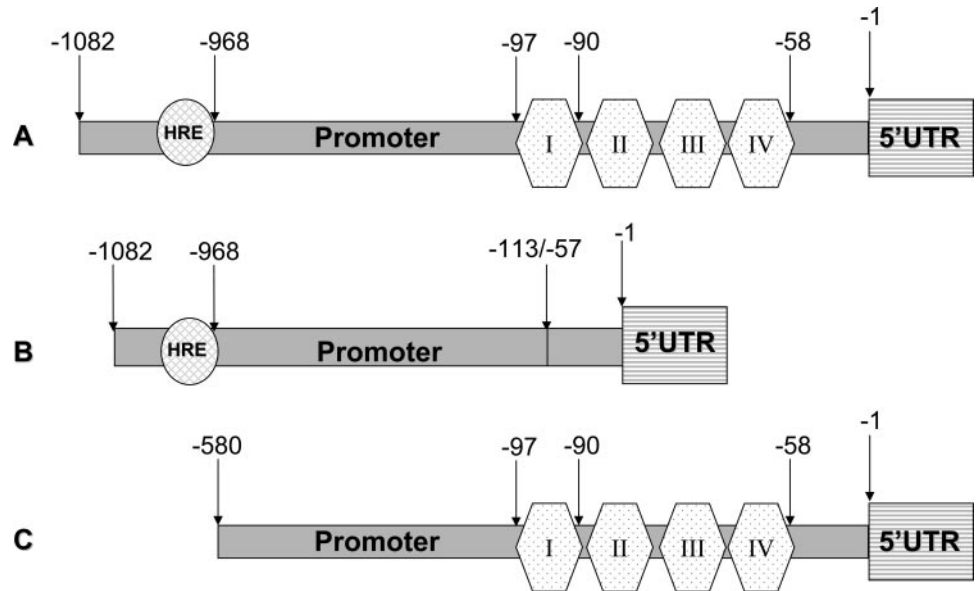 -1082 -968 -97 -90 -58 -1
A HRE Promoter I II III IV 5'UTR
-1082 -968 -113/-57 -1
B HRE Promoter 5'UTR
-580 -97 -90 -58 -1
C Promoter I II III IV 5'UTR